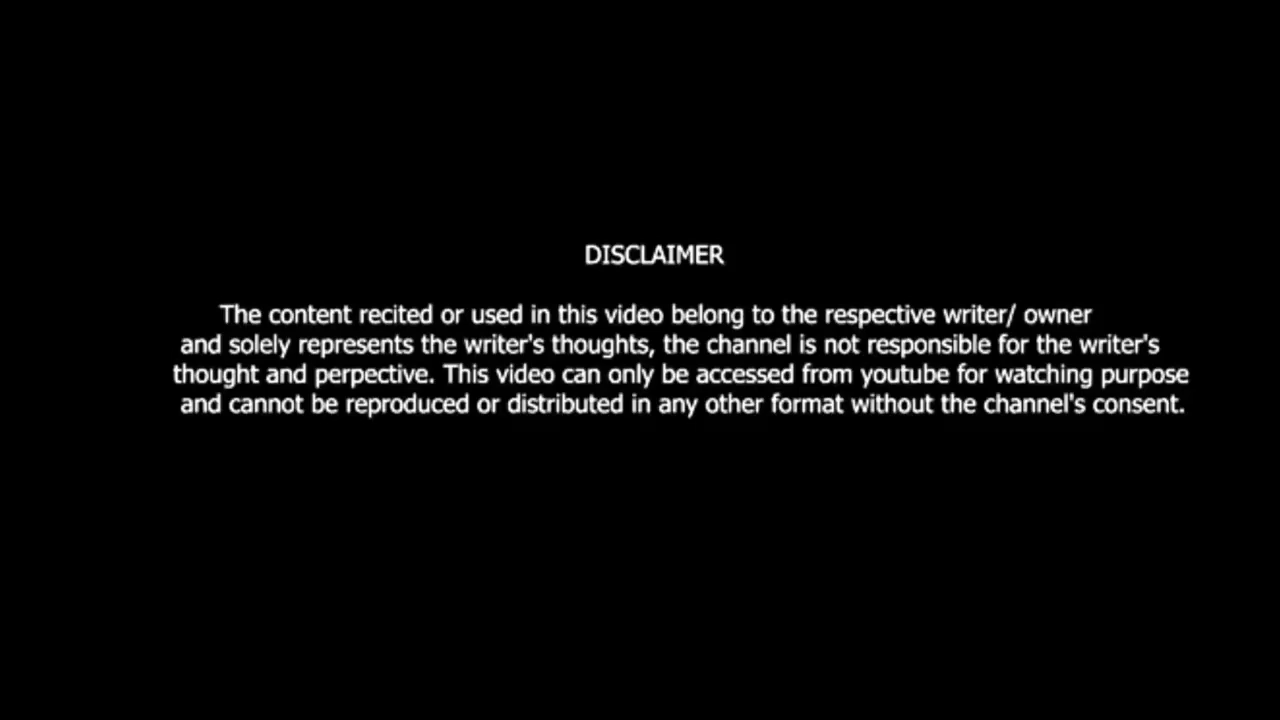 DISCLAIMER
The content recited or used in this video belong to the respective writer/ owner
and solely represents the writer's thoughts, the channel is not responsible for the writer's
thought and perpective. This video can only be accessed from youtube for watching purpose
and cannot be reproduced or distributed in any other format without the channel's consent.